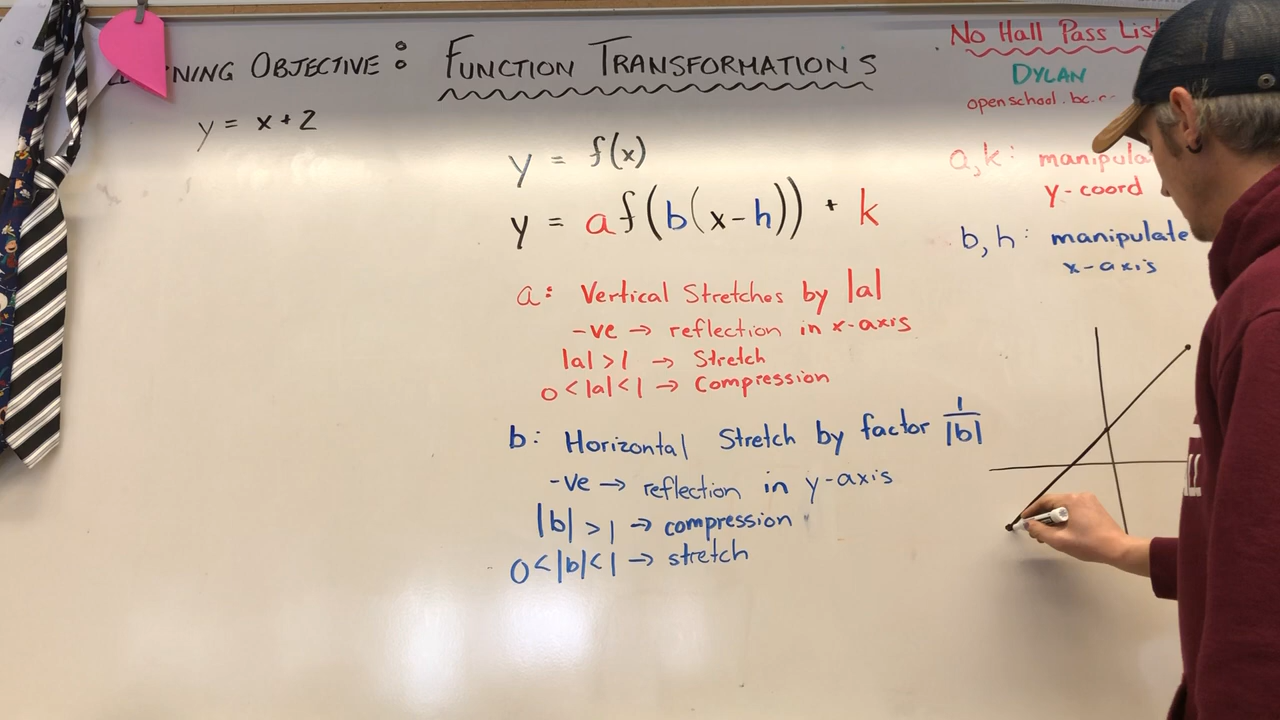 NING OBJECTIVE : FUNCTION TRANSFORMATIONS
y = x + 2
y = f(x)
y = af(b(x-h)) + k
a: Vertical Stretches by |a|
-ve → reflection in x-axis
|a| > 1 → Stretch
0 < |a| < 1 → Compression
b: Horizontal Stretch by factor 1/|b|
-ve → reflection in y-axis
|b| > 1 → compression
0 < |b| < 1 → stretch
No Hall Pass Lis
DYLAN
openschool.bc.c
a,k: manipula
y-coord
b,h: manipulate
x-axis